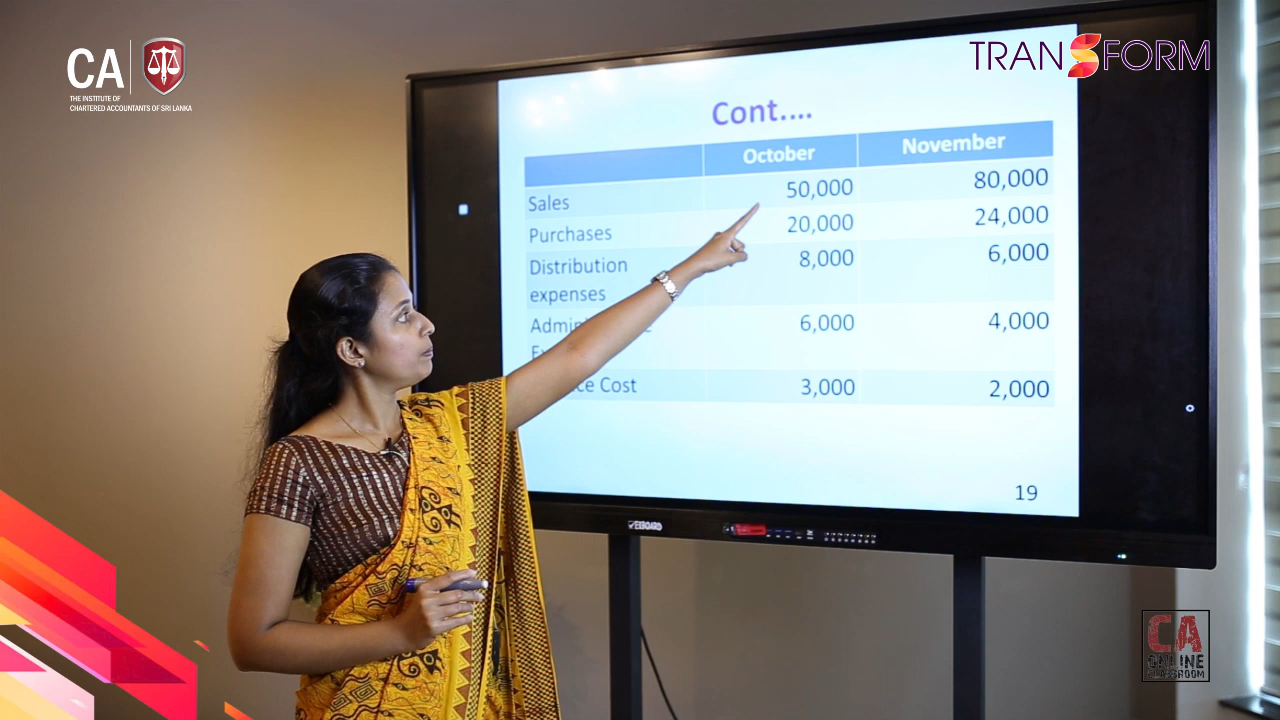 CA
THE INSTITUTE OF
CHARTERED ACCOUNTANTS OF SRI LANKA
TRANSFORM
Cont....
October November
Sales 50,000 80,000
Purchases 20,000 24,000
Distribution 8,000 6,000
expenses
6,000 4,000
Cost 3,000 2,000
19
CA
ONLINE
CLASSROOM